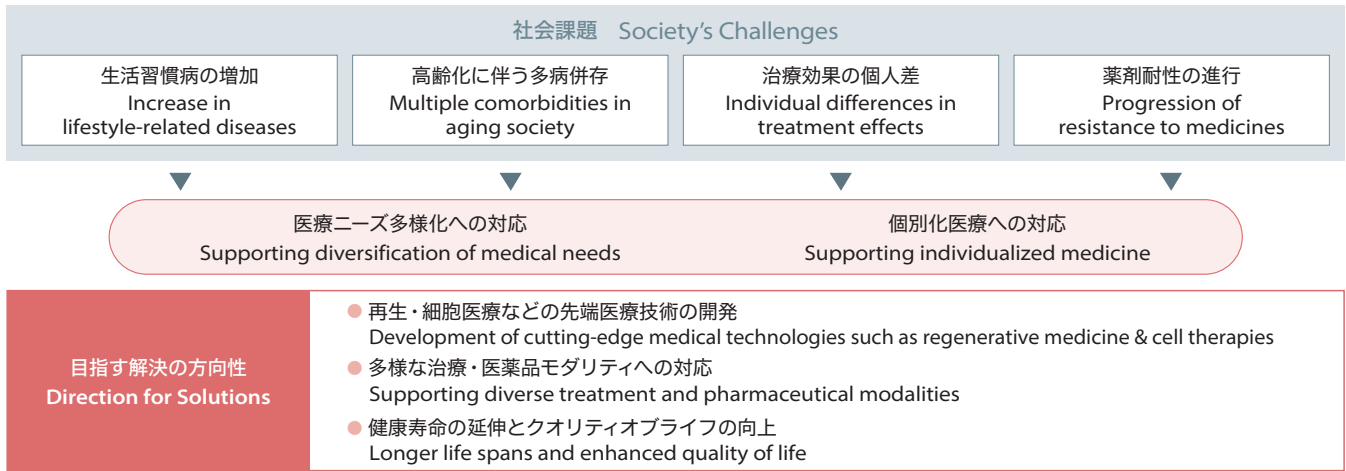 社会課題 Society's Challenges
生活習慣病の増加
Increase in
lifestyle-related diseases
高齢化に伴う多病併存
Multiple comorbidities in
aging society
治療効果の個人差
Individual differences in
treatment effects
薬剤耐性の進行
Progression of
resistance to medicines
医療ニーズ多様化への対応
Supporting diversification of medical needs
個別化医療への対応
Supporting individualized medicine
目指す解決の方向性
Direction for Solutions
● 再生・細胞医療などの先端医療技術の開発
Development of cutting-edge medical technologies such as regenerative medicine & cell therapies
● 多様な治療・医薬品モダリティへの対応
Supporting diverse treatment and pharmaceutical modalities
● 健康寿命の延伸とクオリティオブライフの向上
Longer life spans and enhanced quality of life